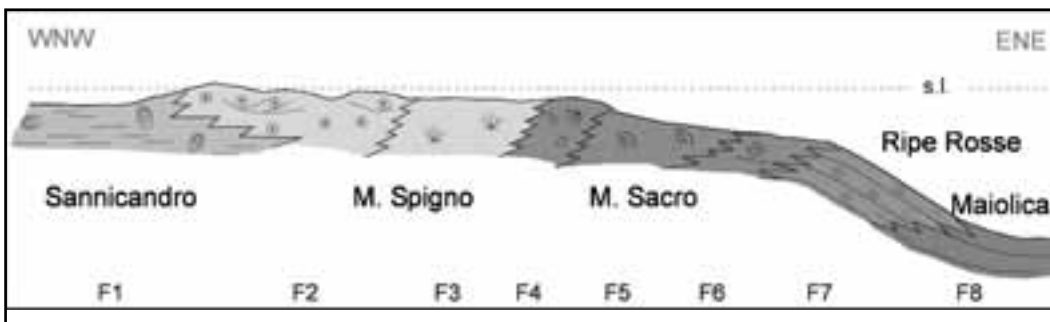 WNW ENE
s.l.
Ripe Rosse
Sannicandro M. Spigno M. Sacro Maiolica
F1 F2 F3 F4 F5 F6 F7 F8